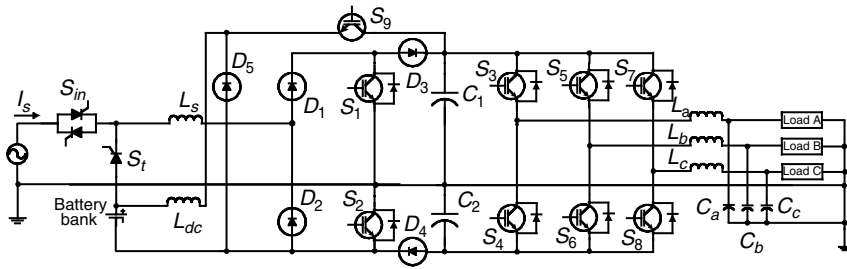 S9
D5
D3
S3
S5
S7
Sin
Is
Ls
D1
S1
C1
La
Load A
Lb
Load B
St
Lc
Load C
Battery
bank
Ldc
D2
S2
D4
C2
S4
S6
S8
Ca
Cb
Cc